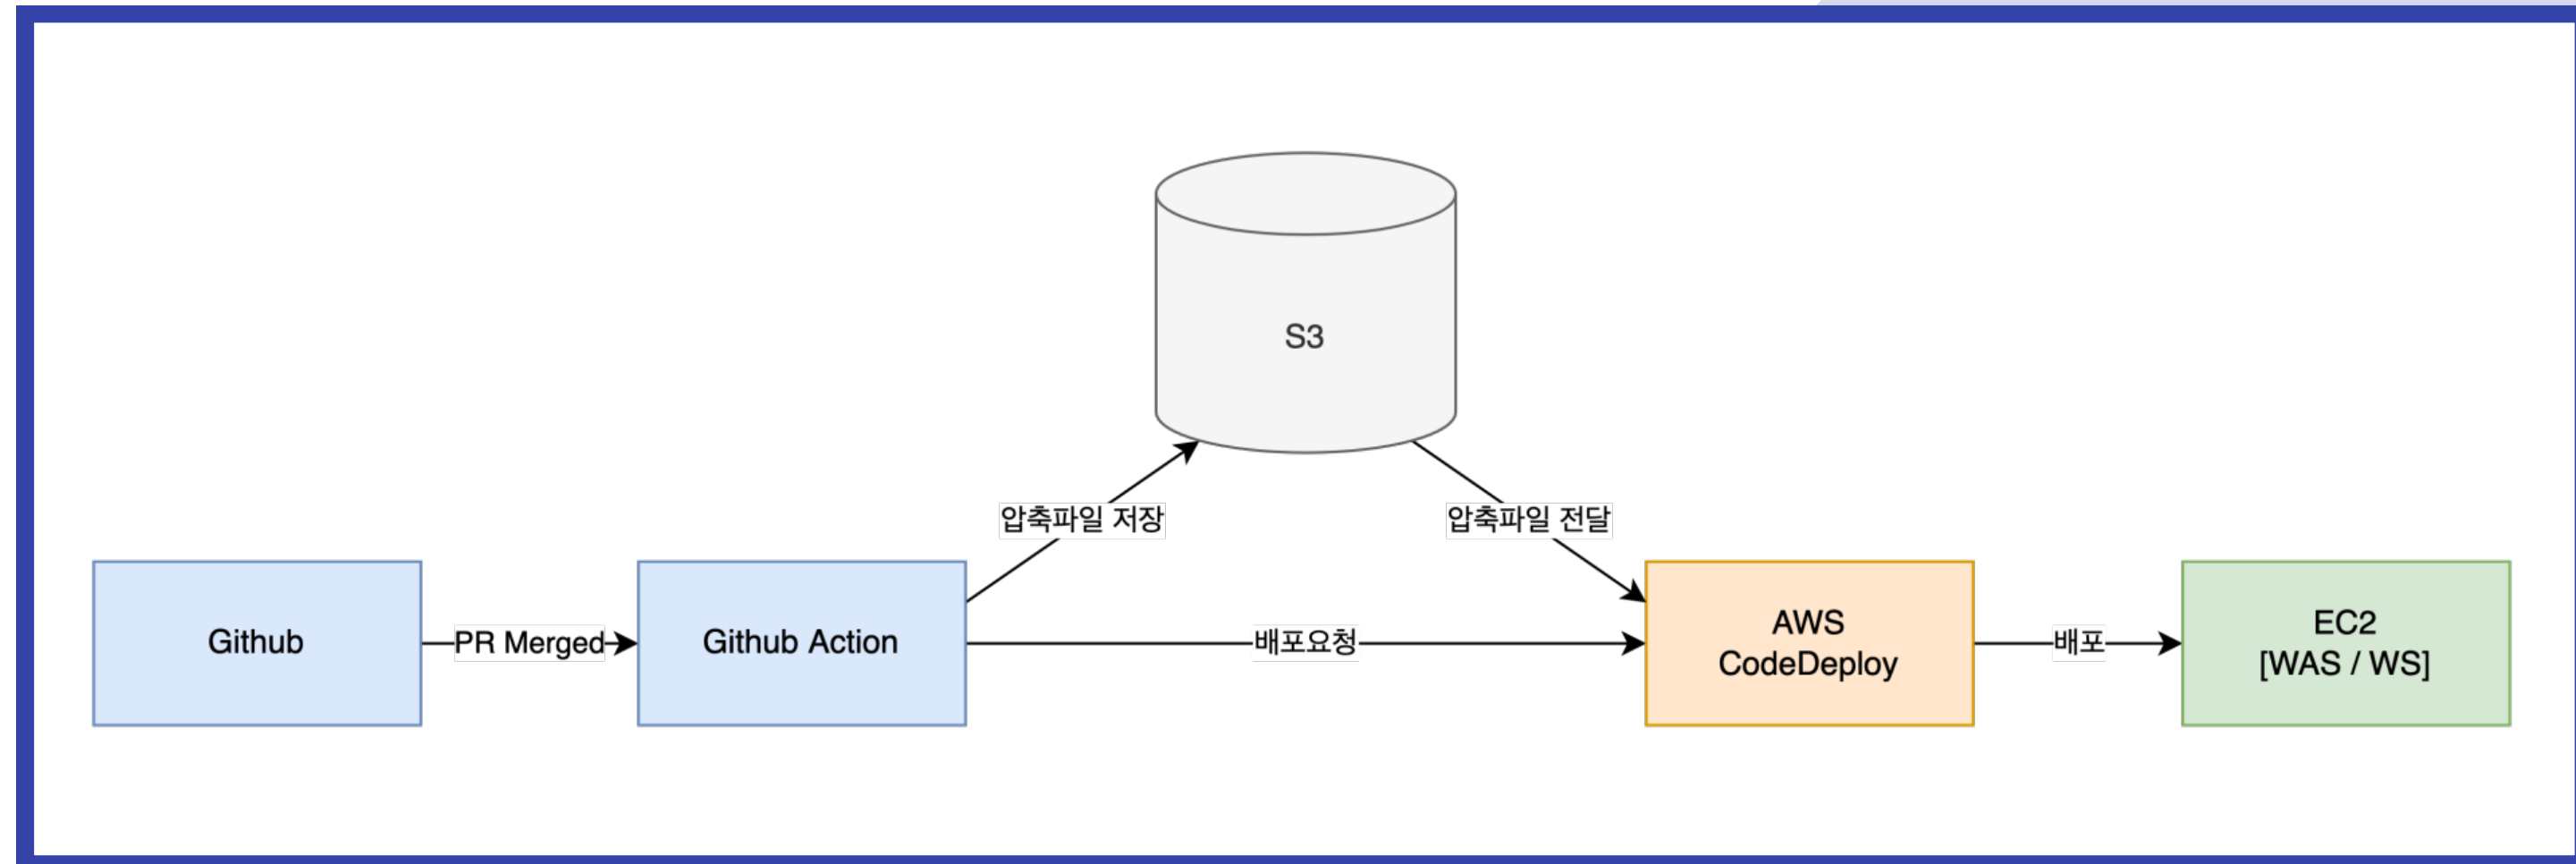 S3
압축파일 저장
압축파일 전달
Github
PR Merged
Github Action
배포요청
AWS
CodeDeploy
배포
EC2
[WAS / WS]